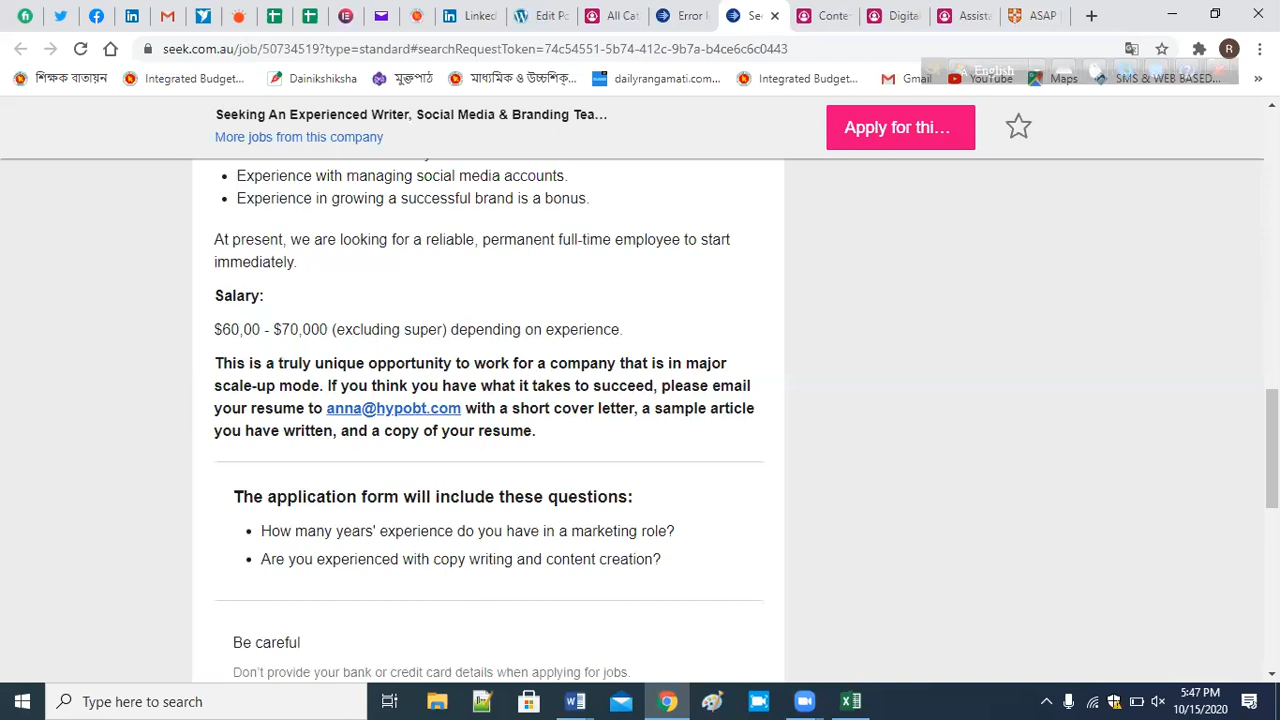 Linked
Edit Po
All Cat
Error
Se
Conte
Digital
Assista
ASAP
seek.com.au/job/50734519?type=standard#searchRequestToken=74c54551-5b74-412c-9b7a-b4ce6c6c0443
R
শিক্ষক বাতায়ন
Integrated Budget...
Dainikshiksha
মুক্তপাঠ
মাধ্যমিক ও উচ্চশিক্...
dailyrangamati.com...
Integrated Budget...
Gmail
YouTube
Maps
SMS & WEB BASED...
»
English
Seeking An Experienced Writer, Social Media & Branding Tea...
More jobs from this company
Apply for thi...
• Experience with managing social media accounts.
• Experience in growing a successful brand is a bonus.
At present, we are looking for a reliable, permanent full-time employee to start
immediately.
Salary:
$60,00 - $70,000 (excluding super) depending on experience.
This is a truly unique opportunity to work for a company that is in major
scale-up mode. If you think you have what it takes to succeed, please email
your resume to anna@hypobt.com with a short cover letter, a sample article
you have written, and a copy of your resume.
The application form will include these questions:
• How many years' experience do you have in a marketing role?
• Are you experienced with copy writing and content creation?
Be careful
Don't provide your bank or credit card details when applying for jobs.
Type here to search
5:47 PM
10/15/2020